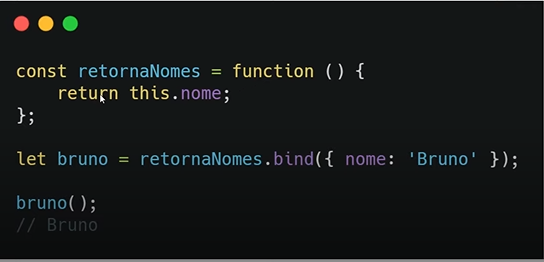 const retornaNomes = function () {
    return this.nome;
};
let bruno = retornaNomes.bind({ nome: 'Bruno' });
bruno();
// Bruno